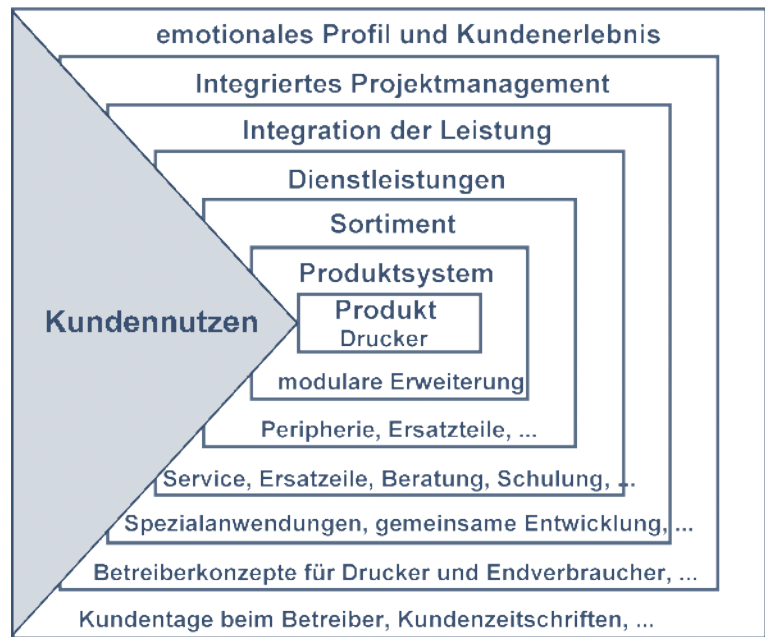 emotionales Profil und Kundenerlebnis
Integriertes Projektmanagement
Integration der Leistung
Dienstleistungen
Sortiment
Produktsystem
Produkt
Kundennutzen
Drucker
modulare Erweiterung
Peripherie, Ersatzteile, ...
Service, Ersatzeile, Beratung, Schulung, ...
Spezialanwendungen, gemeinsame Entwicklung, ...
Betreiberkonzepte für Drucker und Endverbraucher, ...
Kundentage beim Betreiber, Kundenzeitschriften, ...